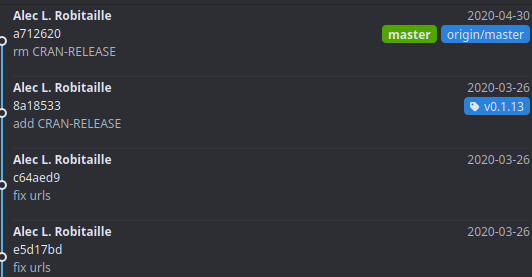 Alec L. Robitaille 2020-04-30
a712620 master origin/master
rm CRAN-RELEASE
Alec L. Robitaille 2020-03-26
8a18533 v0.1.13
add CRAN-RELEASE
Alec L. Robitaille 2020-03-26
c64aed9
fix urls
Alec L. Robitaille 2020-03-26
e5d17bd
fix urls